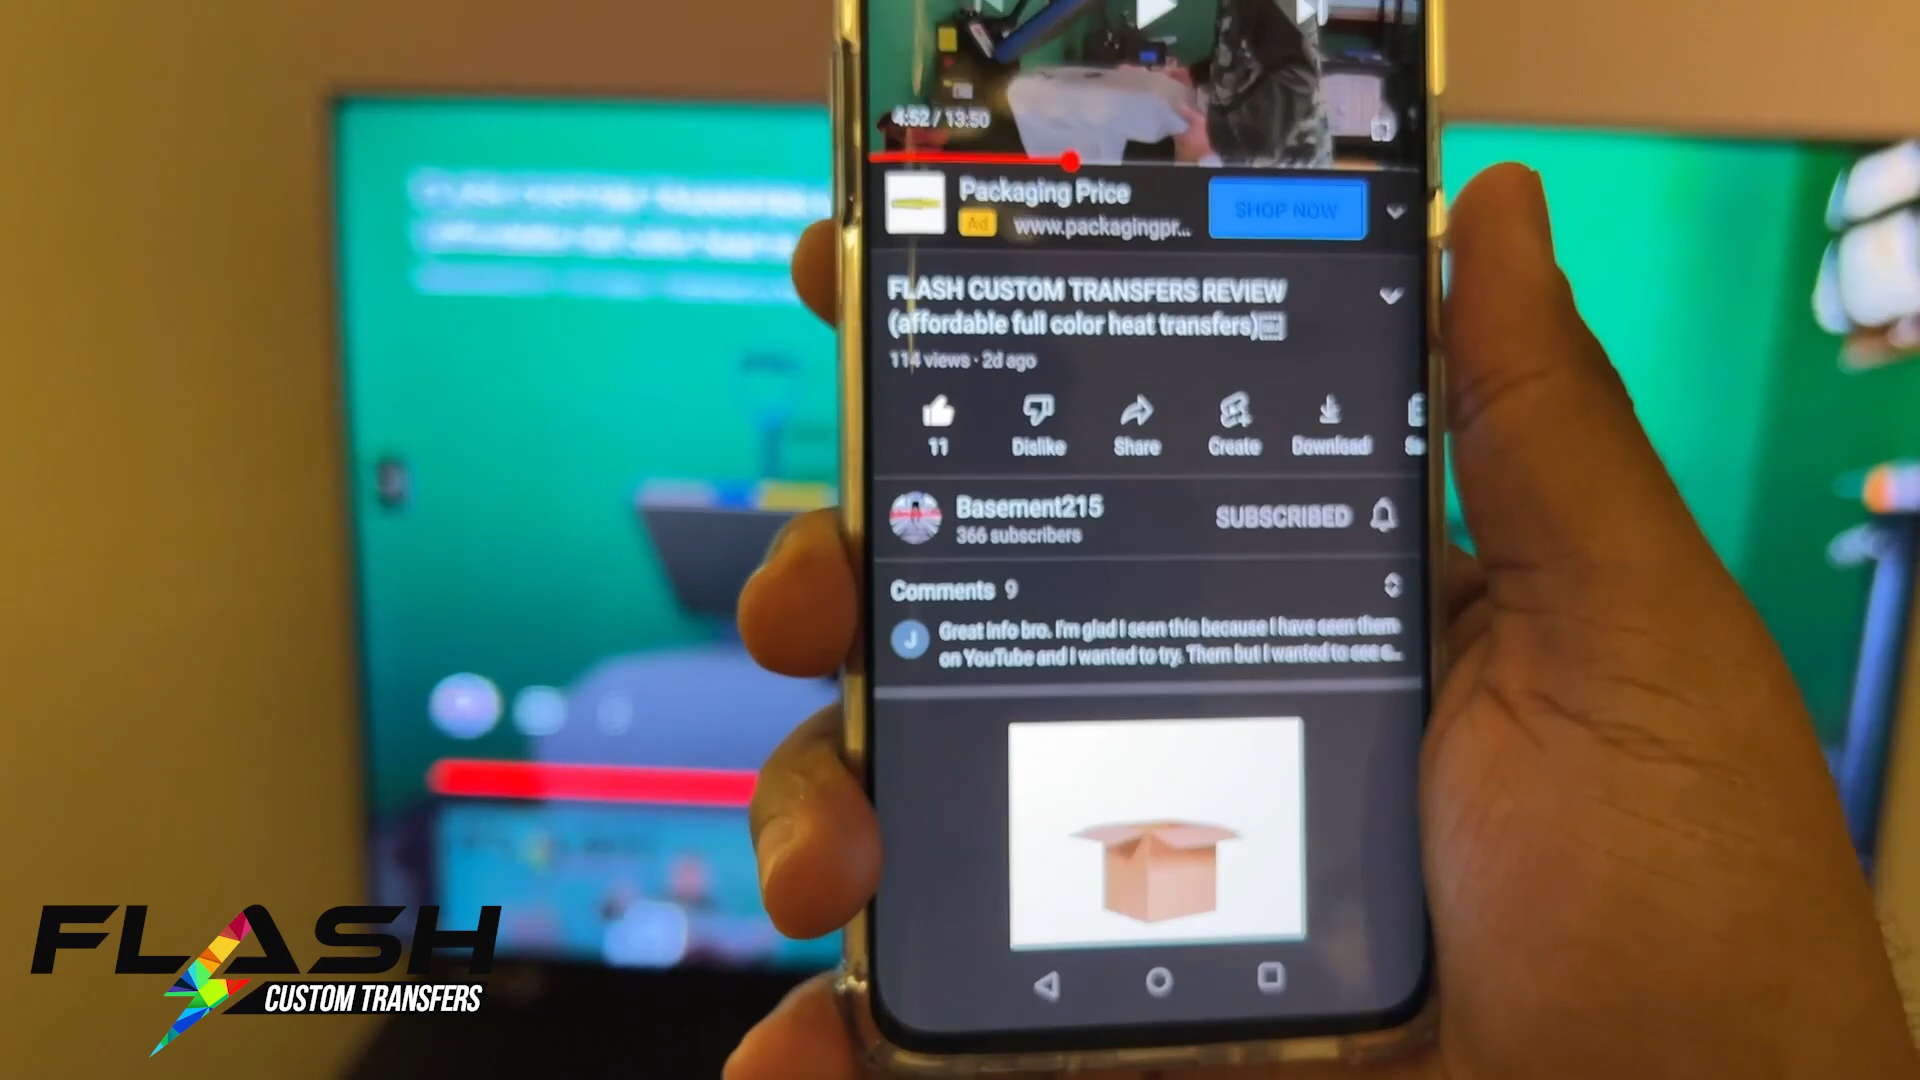 4:52 / 13:50
Packaging Price
Ad www.packagingpr...
SHOP NOW
FLASH CUSTOM TRANSFERS REVIEW
(affordable full color heat transfers)
114 views · 2d ago
11 Dislike Share Create Download
Basement215
366 subscribers
SUBSCRIBED
Comments 9
J
Great info bro. I'm glad I seen this because I have seen them
on YouTube and I wanted to try. Them but I wanted to see
FLASH
CUSTOM TRANSFERS